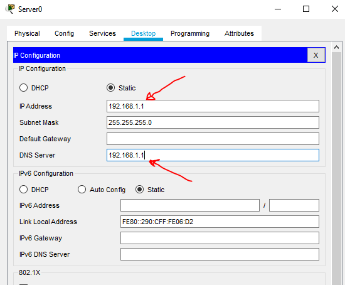 Server0
Physical Config Services Desktop Programming Attributes
IP Configuration X
IP Configuration
DHCP Static
IP Address 192.168.1.1
Subnet Mask 255.255.255.0
Default Gateway
DNS Server 192.168.1.1
IPv6 Configuration
DHCP Auto Config Static
IPv6 Address /
Link Local Address FE80::290:CFF:FE06:D2
IPv6 Gateway
IPv6 DNS Server
802.1X